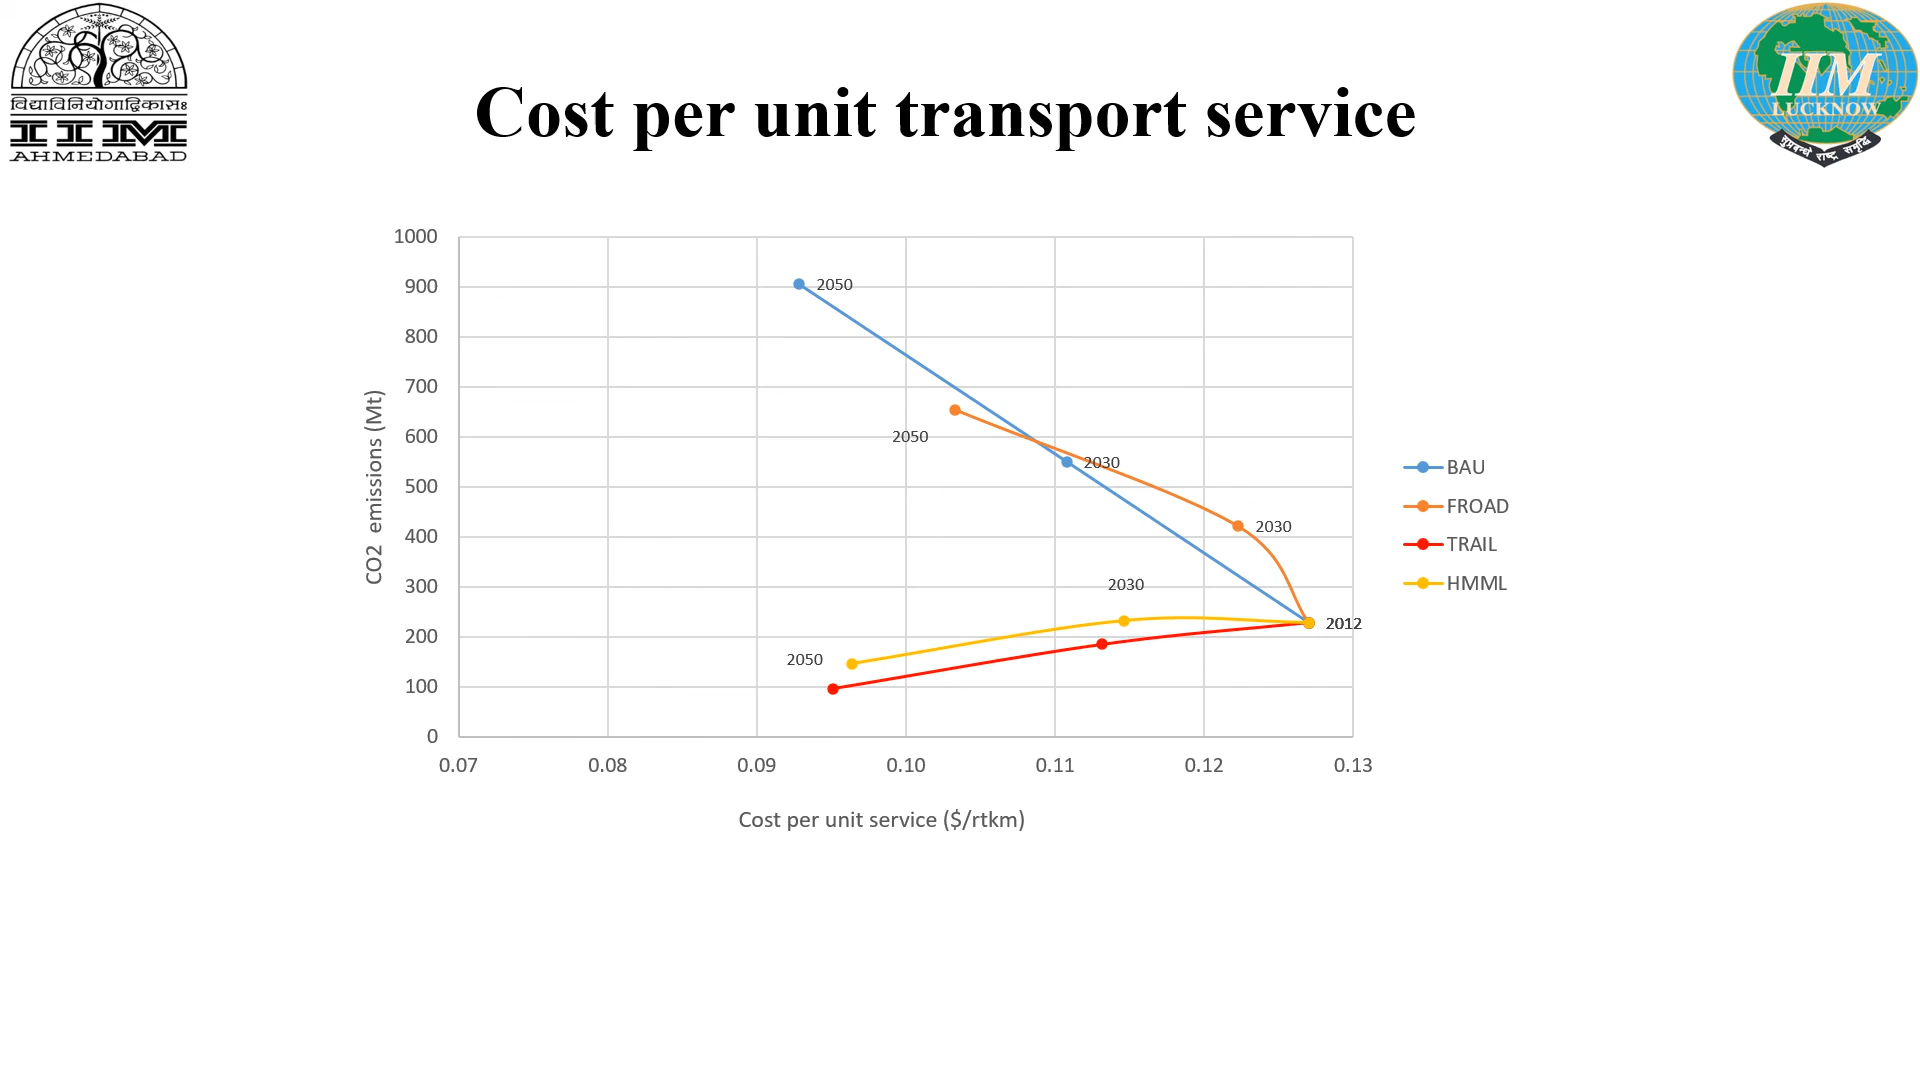 विद्याविनियोगाद्विकासः
IIM
AHMEDABAD
Cost per unit transport service
IIM
LUCKNOW
सुप्रबन्धे राष्ट्र समृद्धि
1000
900
800
700
600
500
400
300
200
100
0
CO2 emissions (Mt)
2050
2050
2030
2030
2030
2012
2050
0.07
0.08
0.09
0.10
0.11
0.12
0.13
Cost per unit service ($/rtkm)
BAU
FROAD
TRAIL
HMML